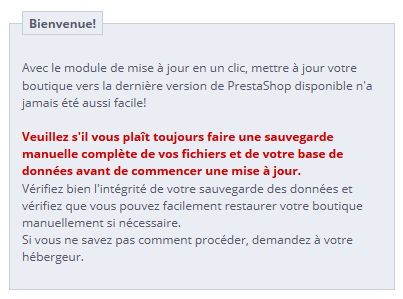 Bienvenue!
Avec le module de mise à jour en un clic, mettre à jour votre
boutique vers la dernière version de PrestaShop disponible n'a
jamais été aussi facile!
Veuillez s'il vous plaît toujours faire une sauvegarde
manuelle complète de vos fichiers et de votre base de
données avant de commencer une mise à jour.
Vérifiez bien l'intégrité de votre sauvegarde des données et
vérifiez que vous pouvez facilement restaurer votre boutique
manuellement si nécessaire.
Si vous ne savez pas comment procéder, demandez à votre
hébergeur.